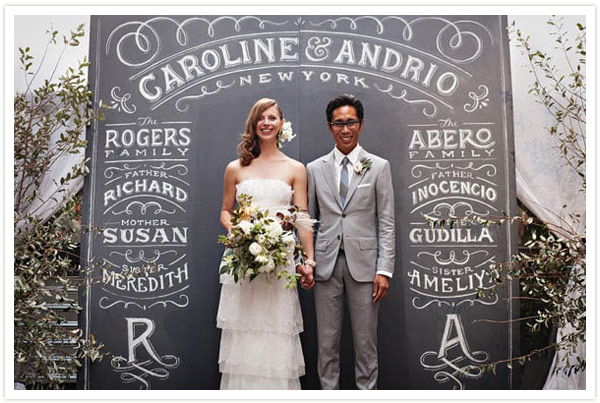 CAROLINE & ANDRIO
NEW YORK
The
ROGERS
FAMILY
FATHER
RICHARD
MOTHER
SUSAN
SISTER
MEREDITH
R
The
ABERO
FAMILY
FATHER
INOCENCIO
MOTHER
GUDILLA
SISTER
AMELIY
A